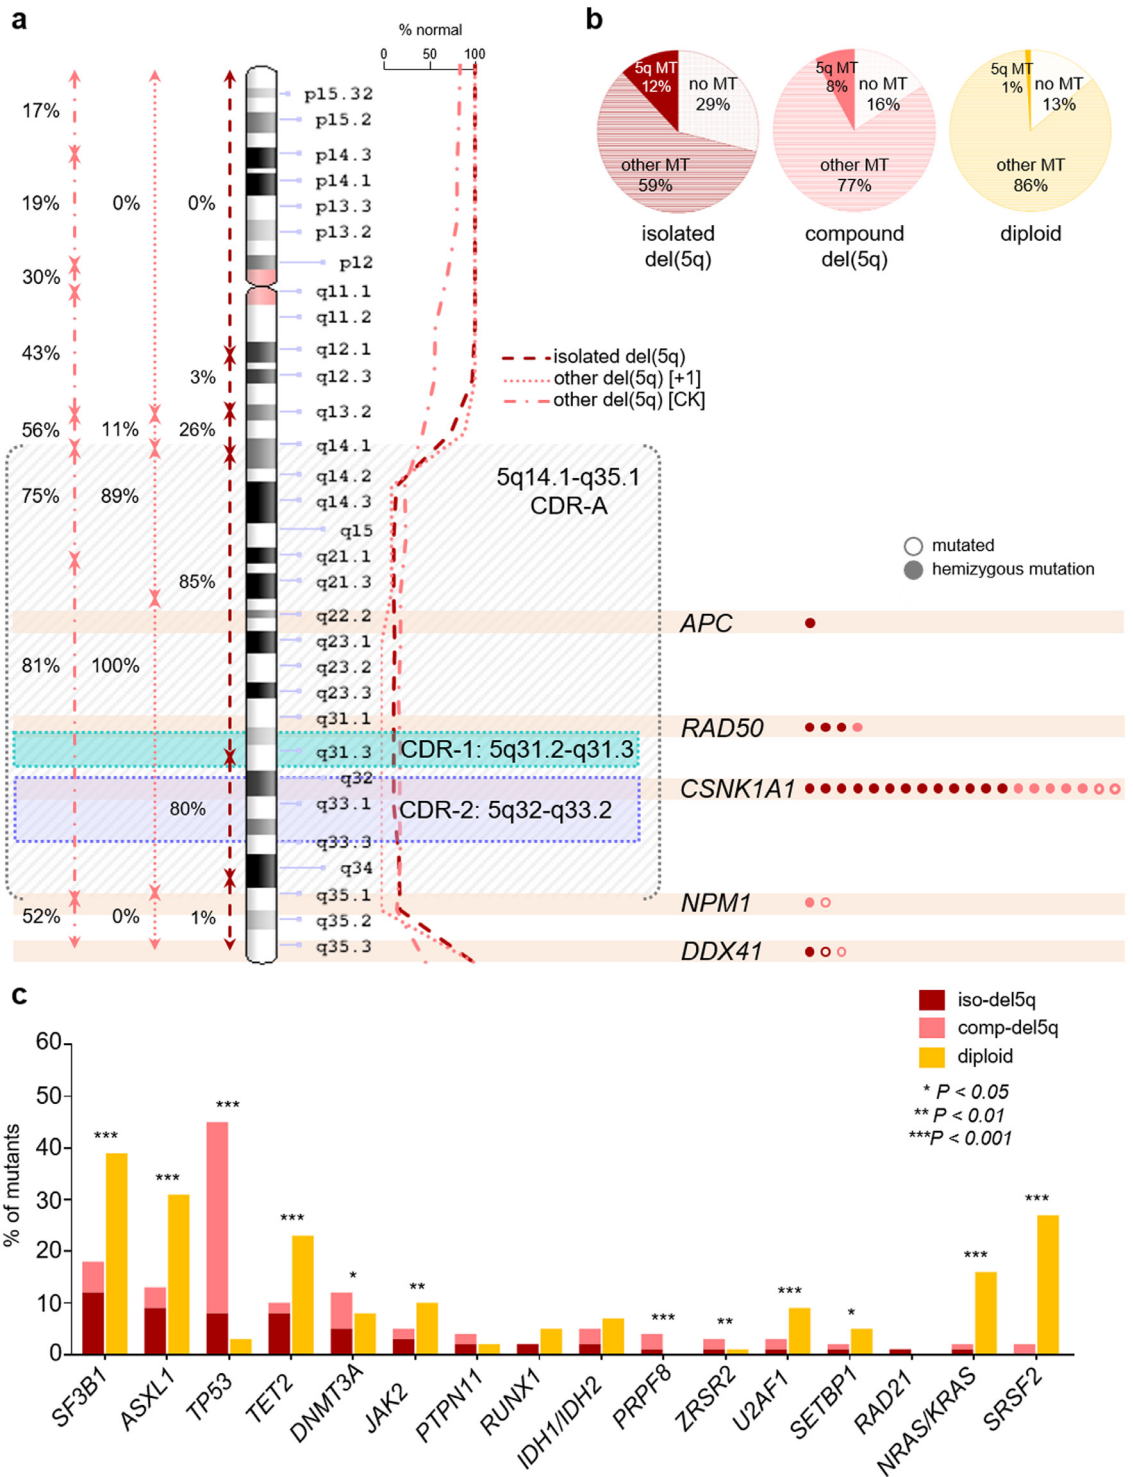 a
% normal
0 50 100
17%
19%
0%
0%
30%
43%
3%
56%
11%
26%
75%
89%
85%
81%
100%
80%
52%
0%
1%
p15.32
p15.2
p14.3
p14.1
p13.3
p13.2
p12
q11.1
q11.2
q12.1
q12.3
q13.2
q14.1
q14.2
q14.3
q15
q21.1
q21.3
q22.2
q23.1
q23.2
q23.3
q31.1
q31.3
q32
q33.1
q33.3
q34
q35.1
q35.2
q35.3
isolated del(5q)
other del(5q) [+1]
other del(5q) [CK]
5q14.1-q35.1
CDR-A
CDR-1: 5q31.2-q31.3
CDR-2: 5q32-q33.2
mutated
hemizygous mutation
APC
RAD50
CSNK1A1
NPM1
DDX41
b
5q MT
12%
no MT
29%
other MT
59%
isolated
del(5q)
5q MT
8%
no MT
16%
other MT
77%
compound
del(5q)
5q MT
1%
no MT
13%
other MT
86%
diploid
c
iso-del5q
comp-del5q
diploid
* P < 0.05
** P < 0.01
***P < 0.001
% of mutants
60
50
40
30
20
10
0
*** *** *** *** * ** *** ** *** * *** ***
SF3B1
ASXL1
TP53
TET2
DNMT3A
JAK2
PTPN11
RUNX1
IDH1/IDH2
PRPF8
ZRSR2
U2AF1
SETBP1
RAD21
NRAS/KRAS
SRSF2